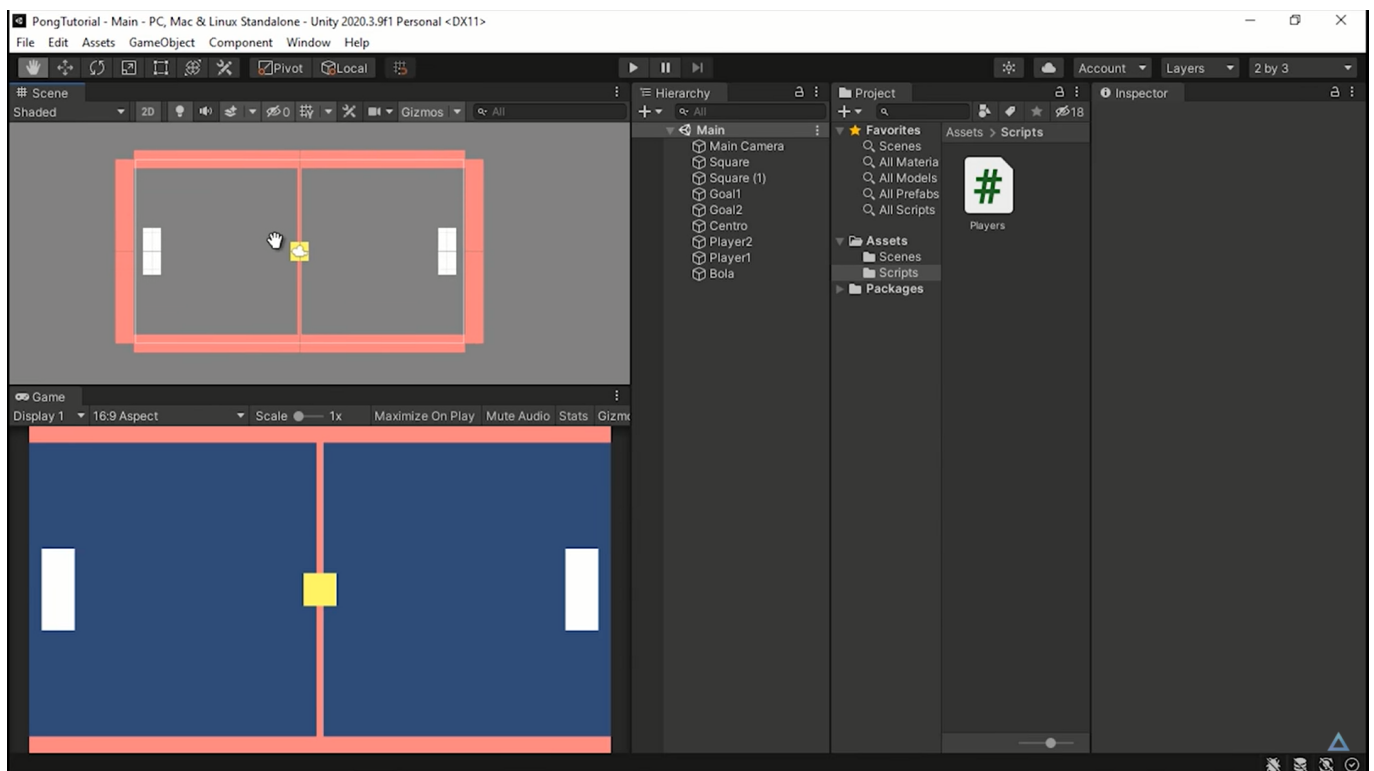 PongTutorial - Main - PC, Mac & Linux Standalone - Unity 2020.3.9f1 Personal <DX11>
File Edit Assets GameObject Component Window Help
Pivot Local Account Layers 2 by 3
Scene
Shaded 2D 0 Gizmos All
Hierarchy
All
Main
Main Camera
Square
Square (1)
Goal1
Goal2
Centro
Player2
Player1
Bola
Project
18
Favorites
Scenes
All Materia
All Models
All Prefabs
All Scripts
Assets
Scenes
Scripts
Packages
Assets > Scripts
#
Players
Inspector
Game
Display 1 16:9 Aspect Scale 1x Maximize On Play Mute Audio Stats Gizmo